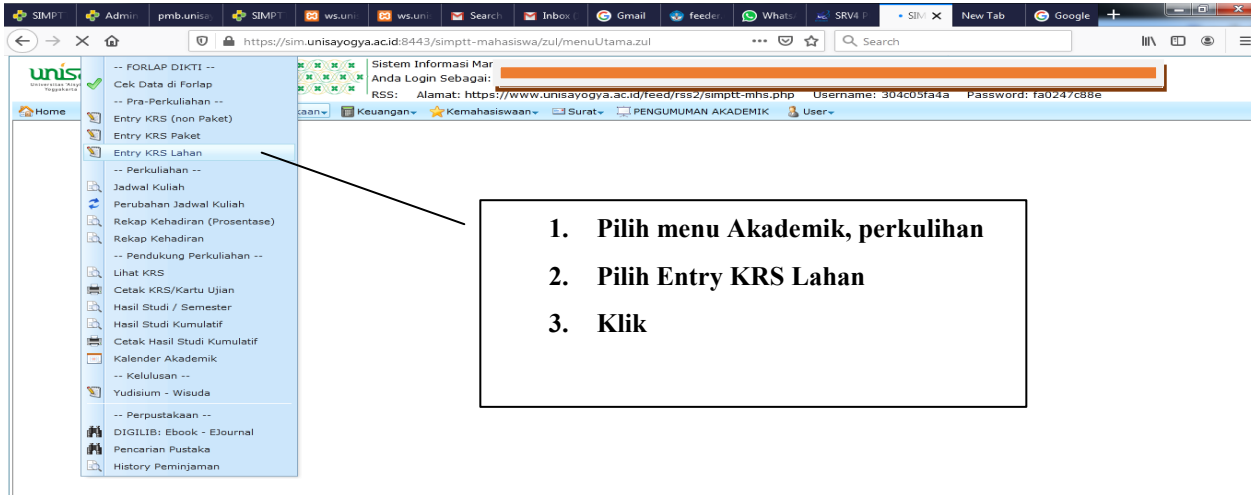 SIMPT
Admin
pmb.unisa
SIMPT
ws.uni
ws.uni
Search
Inbox (
Gmail
feeder.
Whats
SRV4 P
SIM
New Tab
Google
https://sim.unisayogya.ac.id:8443/simptt-mahasiswa/zul/menuUtama.zul
Search
unis
Sistem Informasi Mar
Anda Login Sebagai:
RSS: Alamat: https://www.unisayogya.ac.id/feed/rss2/simptt-mhs.php Username: 304c05fa4a Password: fa0247c88e
Home
kaan
Keuangan
Kemahasiswaan
Surat
PENGUMUMAN AKADEMIK
User
-- FORLAP DIKTI --
Cek Data di Forlap
-- Pra-Perkuliahan --
Entry KRS (non Paket)
Entry KRS Paket
Entry KRS Lahan
-- Perkuliahan --
Jadwal Kuliah
Perubahan Jadwal Kuliah
Rekap Kehadiran (Prosentase)
Rekap Kehadiran
-- Pendukung Perkuliahan --
Lihat KRS
Cetak KRS/Kartu Ujian
Hasil Studi / Semester
Hasil Studi Kumulatif
Cetak Hasil Studi Kumulatif
Kalender Akademik
-- Kelulusan --
Yudisium - Wisuda
-- Perpustakaan --
DIGILIB: Ebook - EJournal
Pencarian Pustaka
History Peminjaman
1. Pilih menu Akademik, perkulihan
2. Pilih Entry KRS Lahan
3. Klik